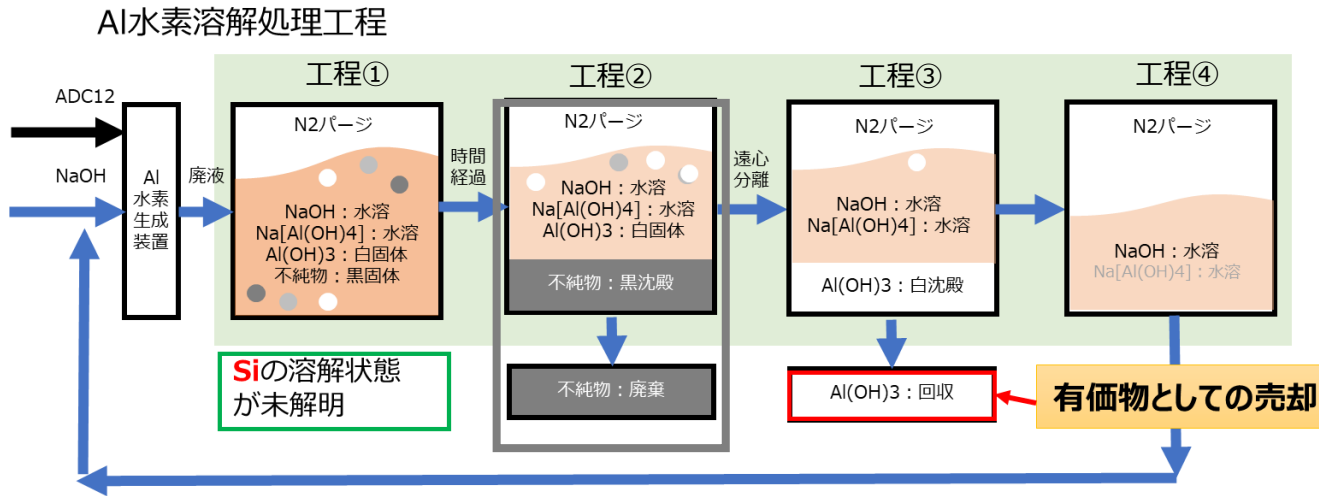 Al水素溶解処理工程
工程①
工程②
工程③
工程④
ADC12
NaOH
Al
水素
生成
装置
廃液
N2パージ
NaOH：水溶
Na[Al(OH)4]：水溶
Al(OH)3：白固体
不純物：黒固体
時間
経過
N2パージ
NaOH：水溶
Na[Al(OH)4]：水溶
Al(OH)3：白固体
不純物：黒沈殿
遠心
分離
N2パージ
NaOH：水溶
Na[Al(OH)4]：水溶
Al(OH)3：白沈殿
N2パージ
NaOH：水溶
Na[Al(OH)4]：水溶
Siの溶解状態
が未解明
不純物：廃棄
Al(OH)3：回収
有価物としての売却